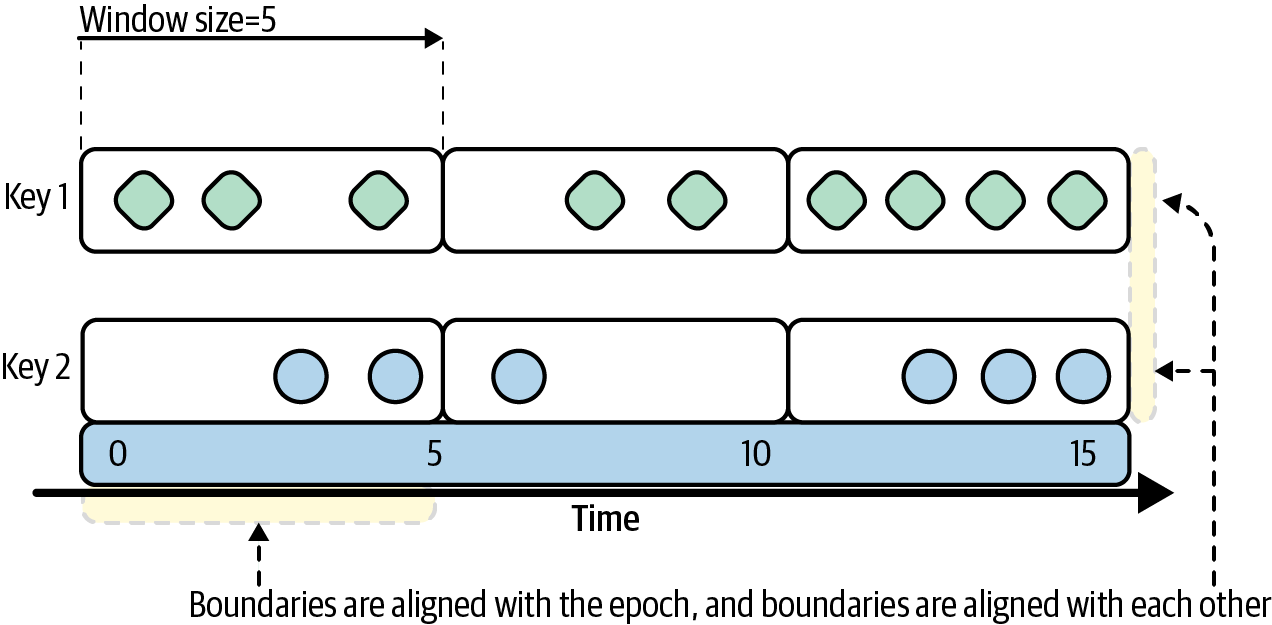 Window size=5
Key 1
Key 2
0 5 10 15
Time
Boundaries are aligned with the epoch, and boundaries are aligned with each other